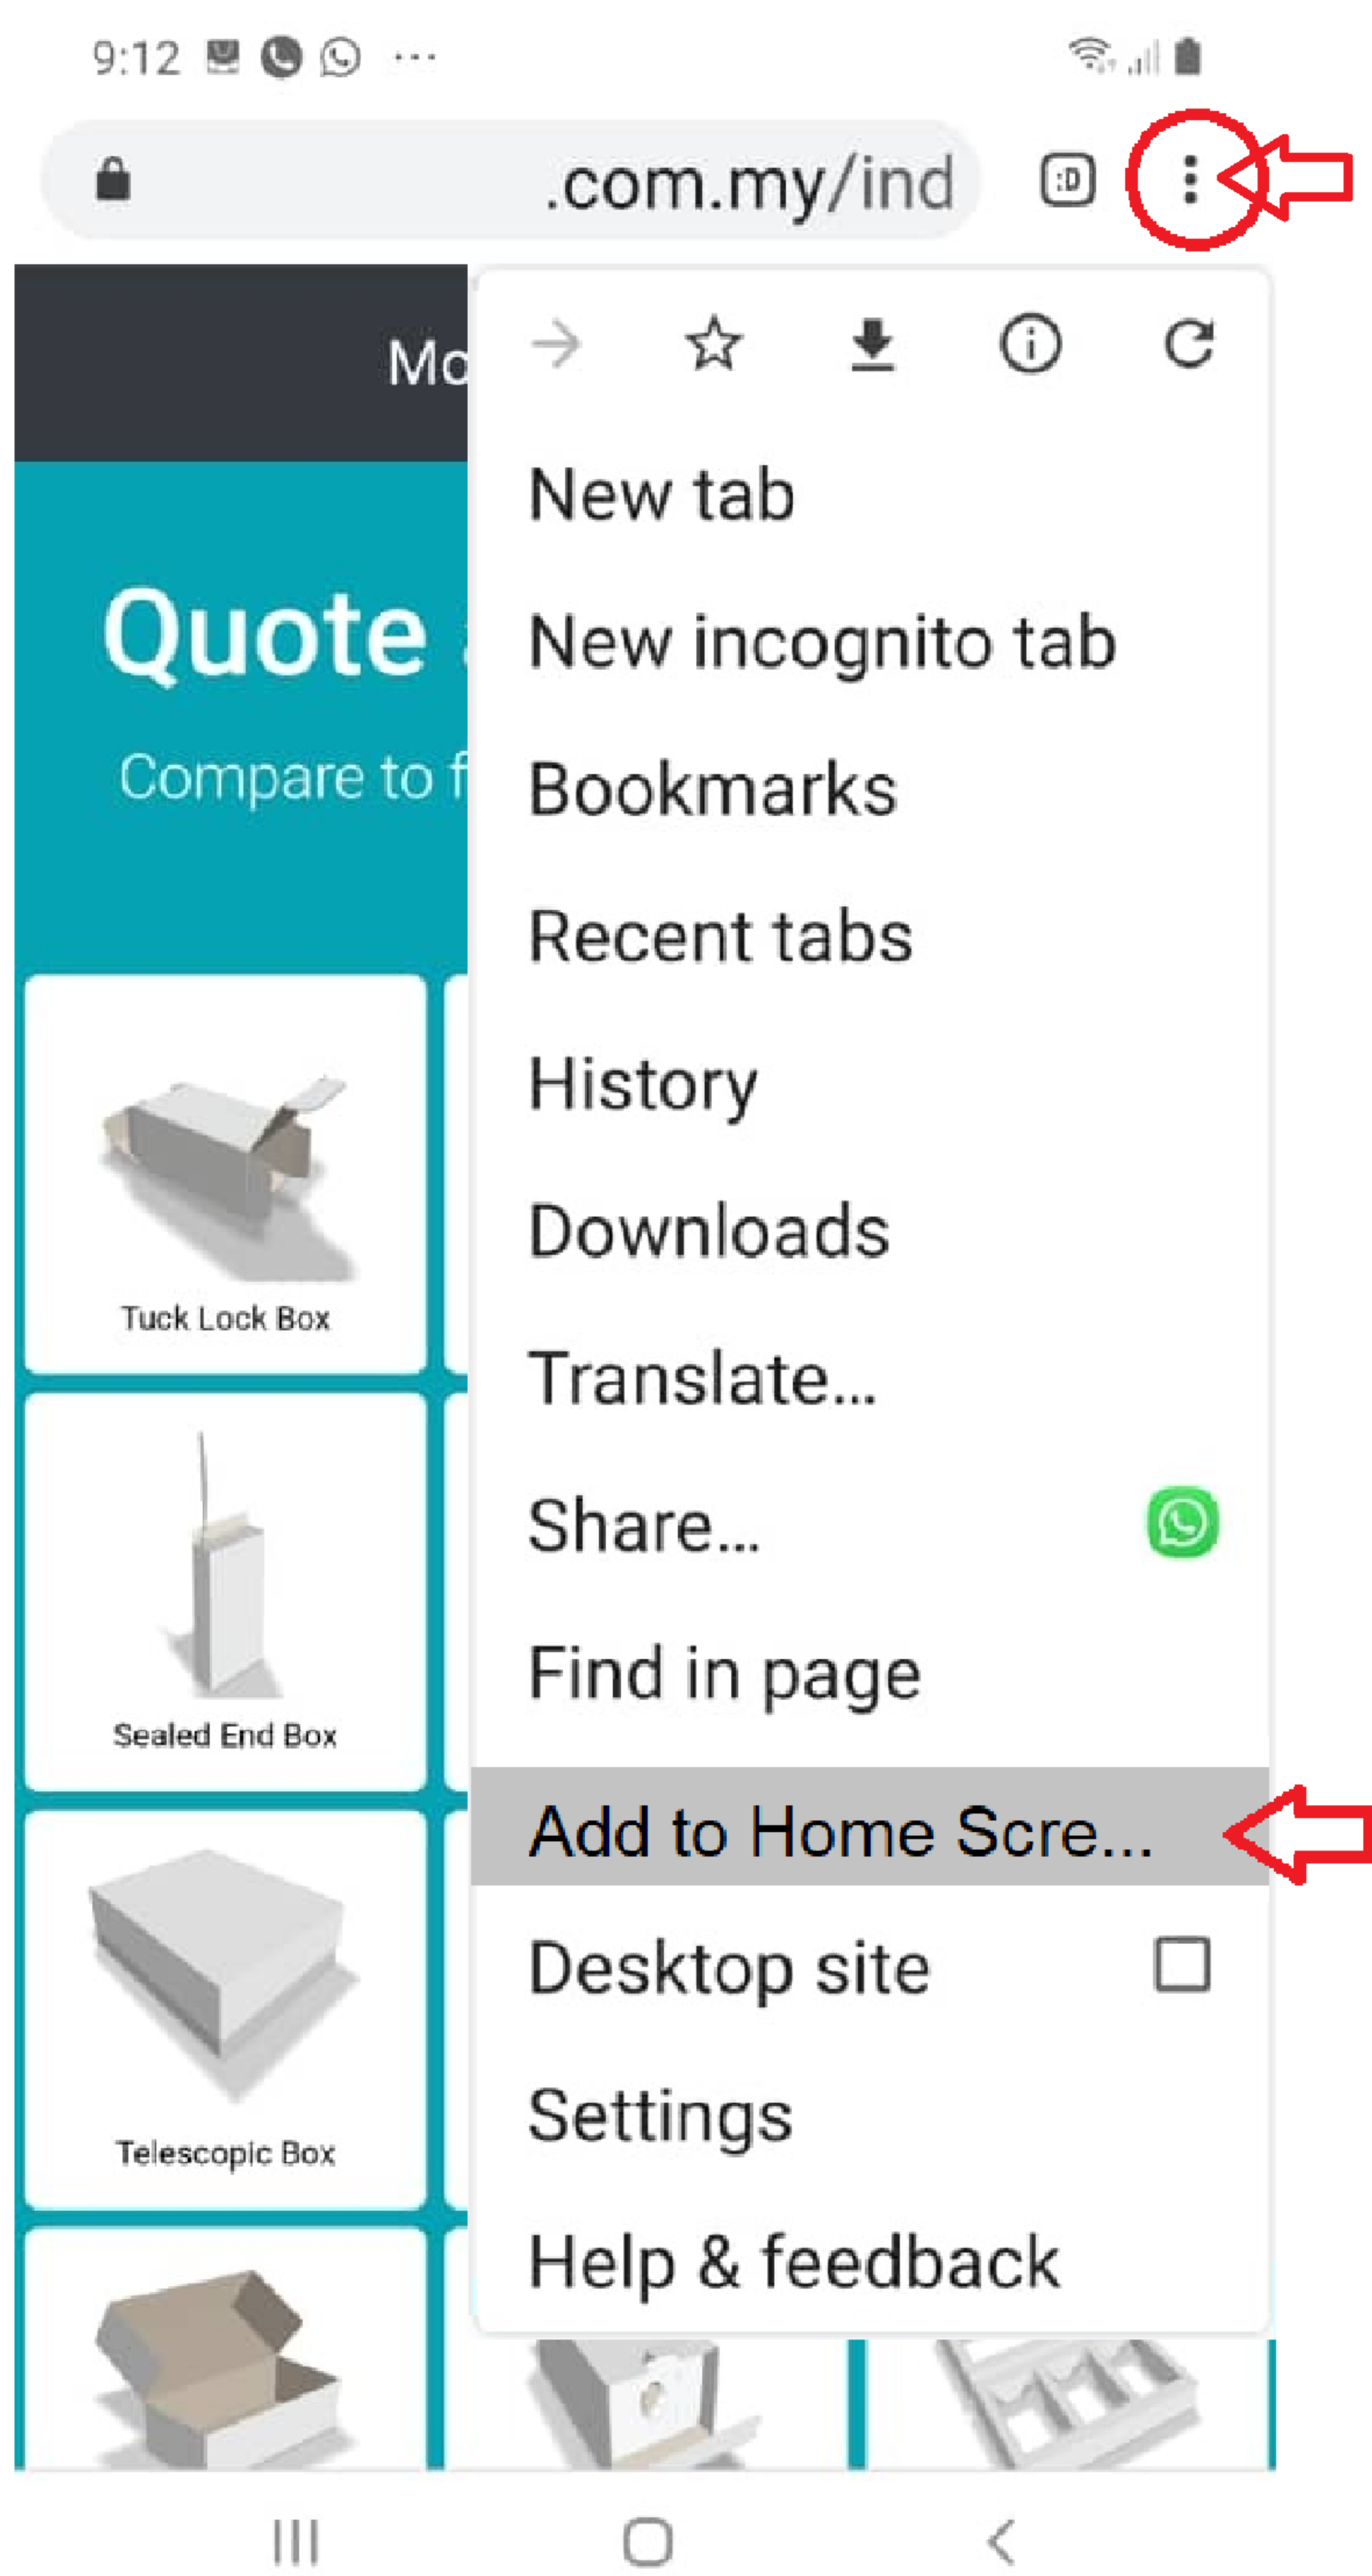 9:12
.com.my/ind
:D
Mo
New tab
Quote
New incognito tab
Compare to f
Bookmarks
Recent tabs
History
Downloads
Tuck Lock Box
Translate...
Share...
Find in page
Sealed End Box
Add to Home Scre...
Desktop site
Settings
Telescopic Box
Help & feedback